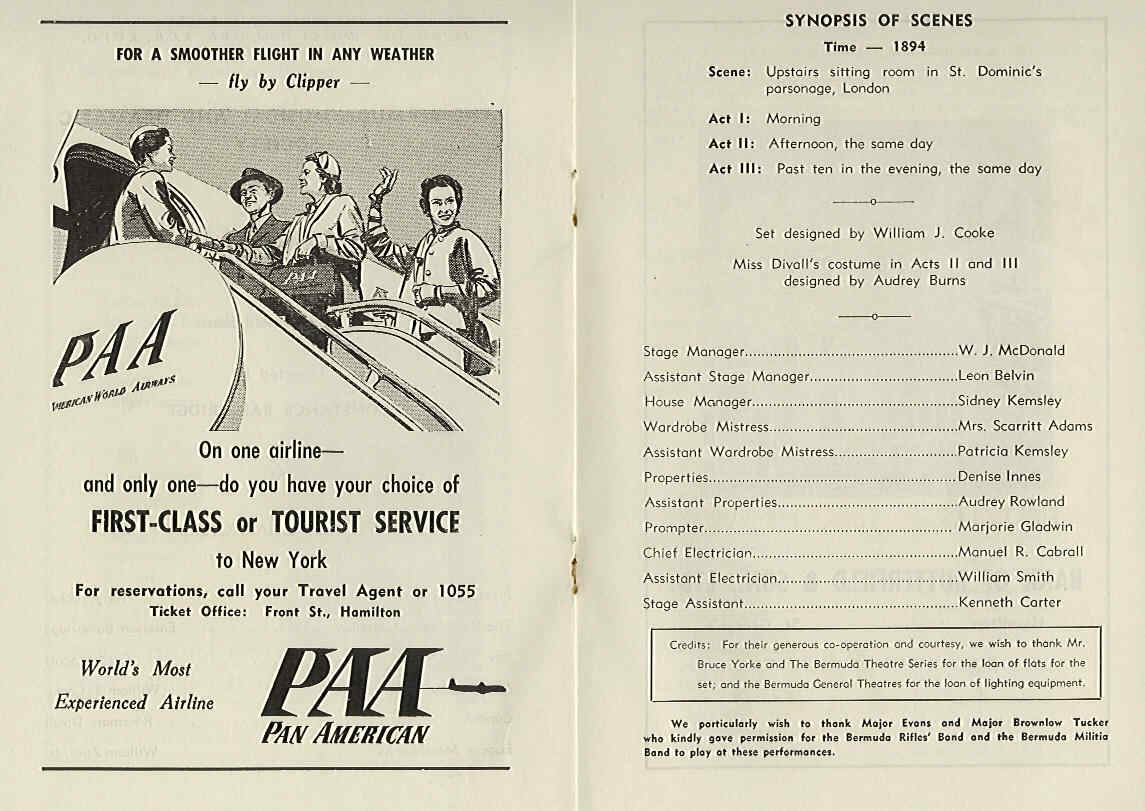 FOR A SMOOTHER FLIGHT IN ANY WEATHER
— fly by Clipper —
PAA
PAA
AMERICAN WORLD AIRWAYS
On one airline—
and only one—do you have your choice of
FIRST-CLASS or TOURIST SERVICE
to New York
For reservations, call your Travel Agent or 1055
Ticket Office: Front St., Hamilton
World's Most
Experienced Airline
PAA
PAN AMERICAN
SYNOPSIS OF SCENES
Time — 1894
Scene: Upstairs sitting room in St. Dominic's
parsonage, London
Act I: Morning
Act II: Afternoon, the same day
Act III: Past ten in the evening, the same day
Set designed by William J. Cooke
Miss Divall's costume in Acts II and III
designed by Audrey Burns
Stage Manager..................................................W. J. McDonald
Assistant Stage Manager...................................Leon Belvin
House Manager.................................................Sidney Kemsley
Wardrobe Mistress.............................................Mrs. Scarritt Adams
Assistant Wardrobe Mistress.............................Patricia Kemsley
Properties...........................................................Denise Innes
Assistant Properties...........................................Audrey Rowland
Prompter........................................................... Marjorie Gladwin
Chief Electrician.................................................Manuel R. Cabrall
Assistant Electrician...........................................William Smith
Stage Assistant...................................................Kenneth Carter
Credits: For their generous co-operation and courtesy, we wish to thank Mr.
Bruce Yorke and The Bermuda Theatre Series for the loan of flats for the
set; and the Bermuda General Theatres for the loan of lighting equipment.
We particularly wish to thank Major Evans and Major Brownlow Tucker
who kindly gave permission for the Bermuda Rifles' Band and the Bermuda Militia
Band to play at these performances.